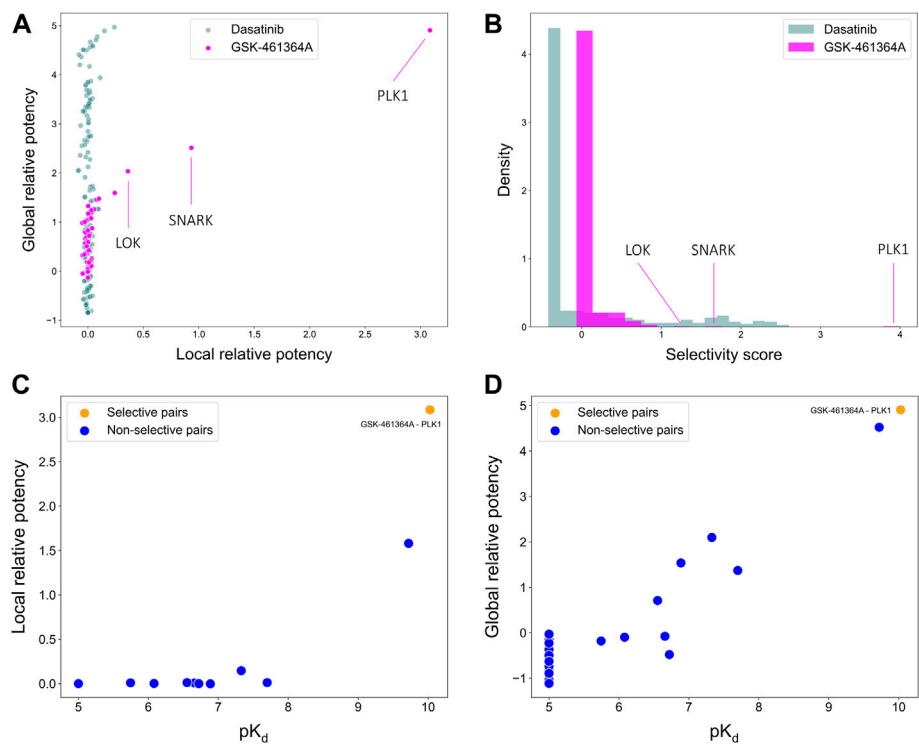 A
Dasatinib
GSK-461364A
5
4
3
2
1
0
−1
PLK1
LOK
SNARK
0.0
0.5
1.0
1.5
2.0
2.5
3.0
Global relative potency
Local relative potency
B
Dasatinib
GSK-461364A
4
3
2
1
0
LOK
SNARK
PLK1
0
1
2
3
4
Density
Selectivity score
C
Selective pairs
Non-selective pairs
GSK-461364A - PLK1
3.0
2.5
2.0
1.5
1.0
0.5
0.0
5
6
7
8
9
10
Local relative potency
pKd
D
Selective pairs
Non-selective pairs
GSK-461364A - PLK1
5
4
3
2
1
0
−1
5
6
7
8
9
10
Global relative potency
pKd